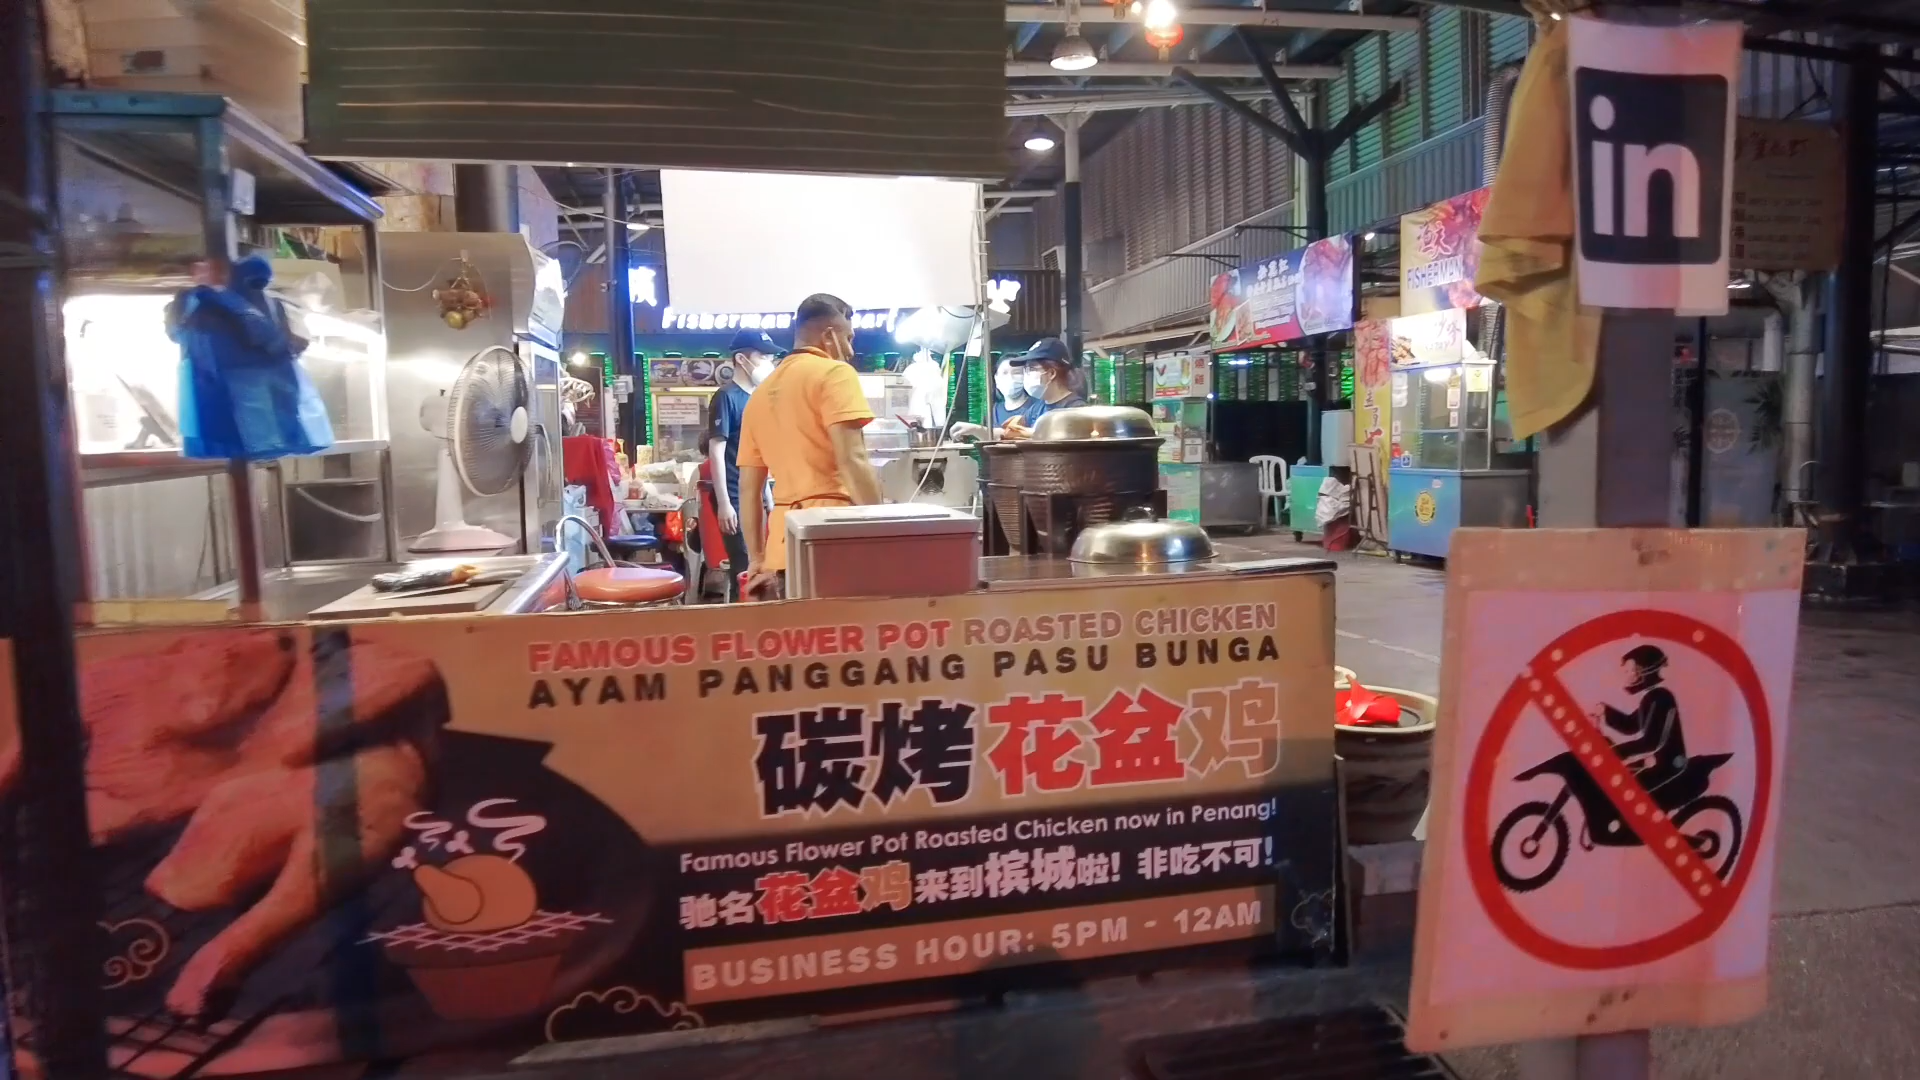 in
Fisherman
FISHERMAN
FAMOUS FLOWER POT ROASTED CHICKEN
AYAM PANGGANG PASU BUNGA
碳烤花盆鸡
Famous Flower Pot Roasted Chicken now in Penang!
驰名花盆鸡来到槟城啦! 非吃不可!
BUSINESS HOUR: 5PM - 12AM